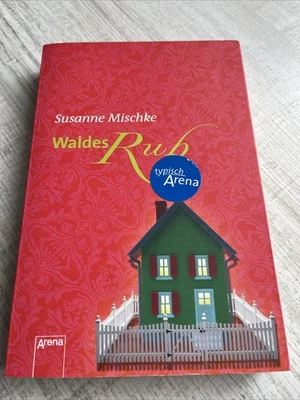 Susanne Mischke
Waldes Ruh
typisch
Arena
Arena